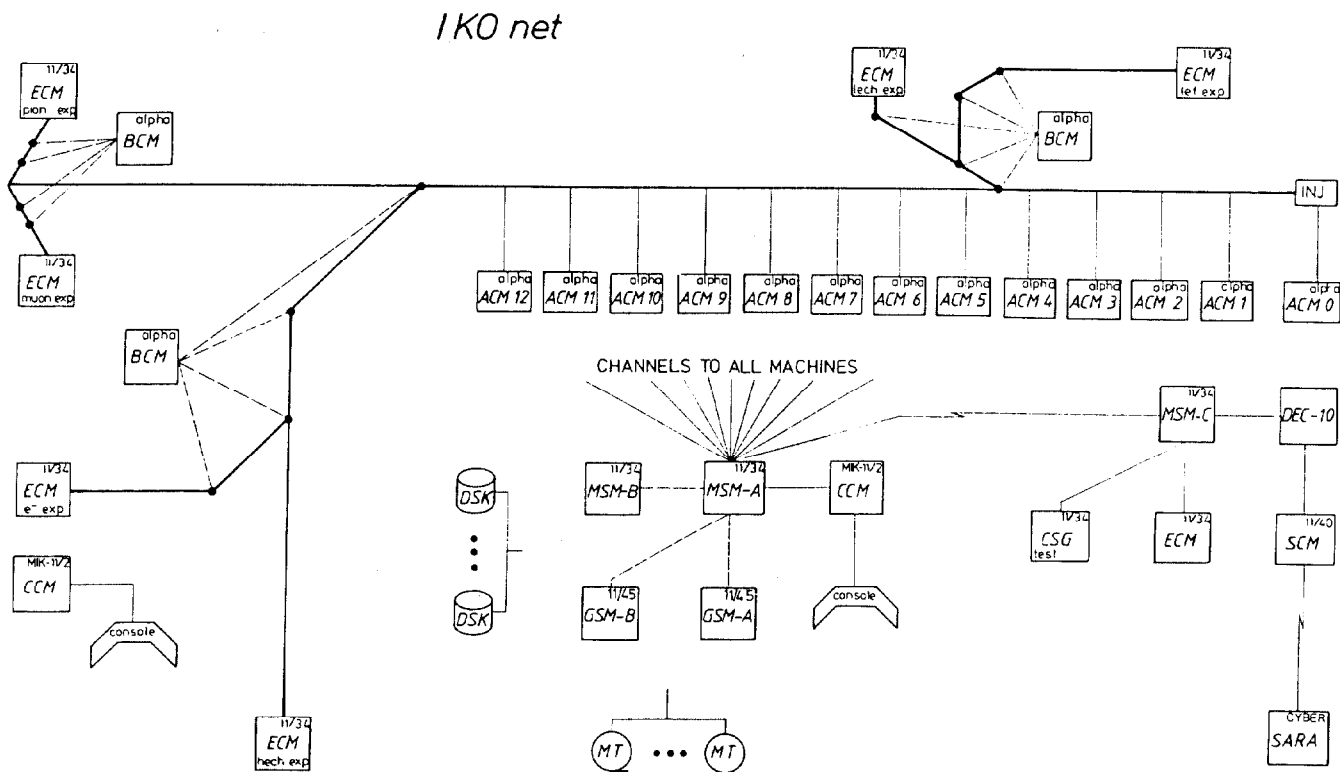 IKO net
11/34
ECM
pion exp
alpha
BCM
11/34
ECM
tech exp
11/34
ECM
lef exp
alpha
BCM
INJ
11/34
ECM
muon exp
alpha
ACM 12
alpha
ACM 11
alpha
ACM 10
alpha
ACM 9
alpha
ACM 8
alpha
ACM 7
alpha
ACM 6
alpha
ACM 5
alpha
ACM 4
alpha
ACM 3
alpha
ACM 2
alpha
ACM 1
alpha
ACM 0
alpha
BCM
CHANNELS TO ALL MACHINES
11/34
MSM-C
DEC-10
11/34
ECM
e⁻ exp
DSK
11/34
MSM-B
11/34
MSM-A
MIK-11/2
CCM
11/34
CSG
test
11/34
ECM
11/40
SCM
MIK-11/2
CCM
console
DSK
11/45
GSM-B
11/45
GSM-A
console
11/34
ECM
hech exp
MT
MT
CYBER
SARA